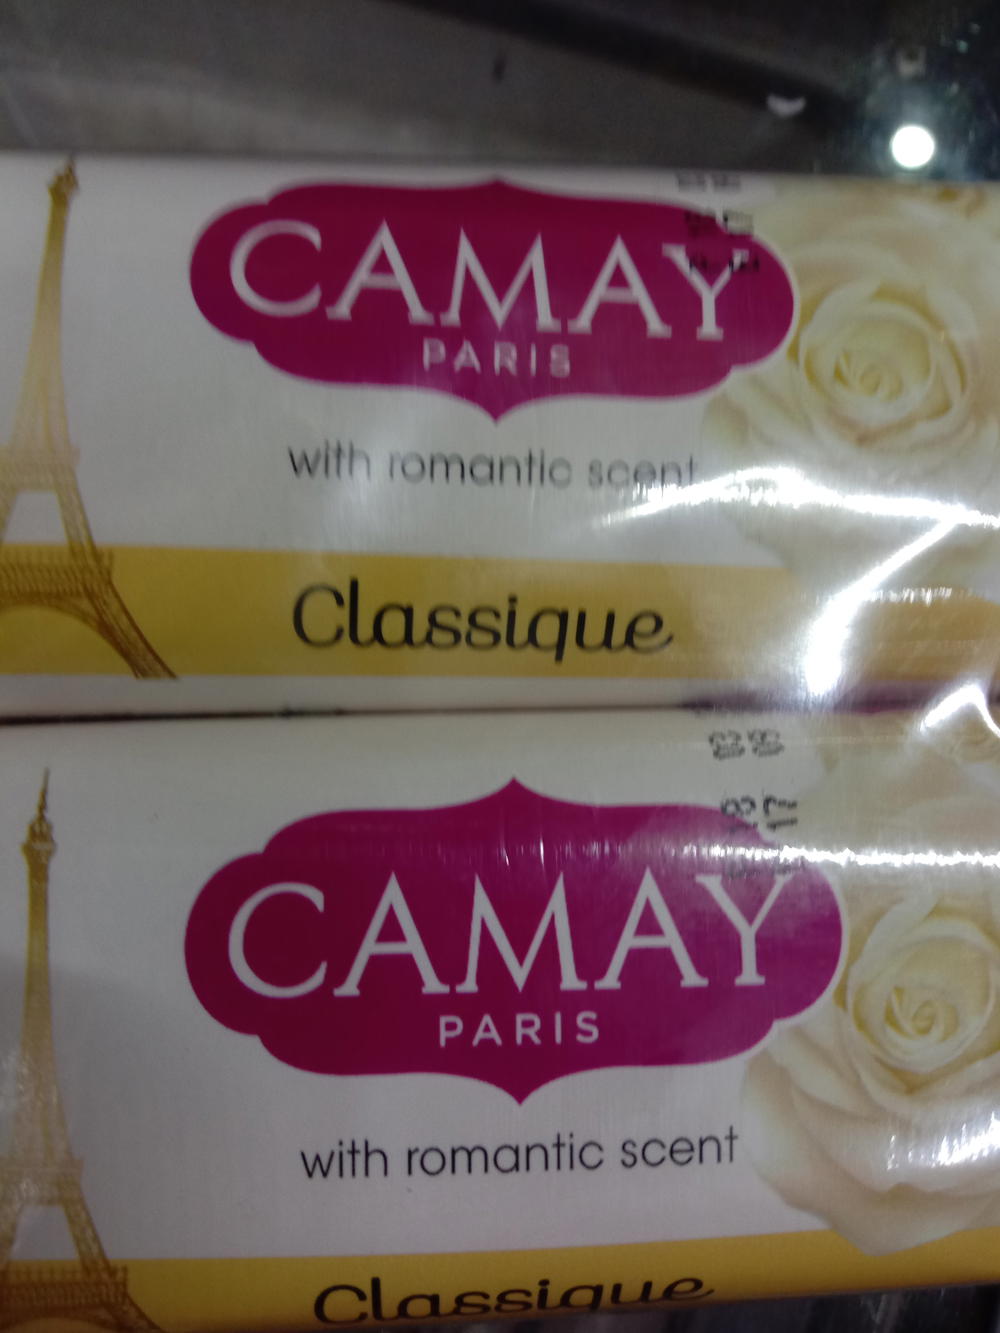 CAMAY
PARIS
with romantic scent
Classique
CAMAY
PARIS
with romantic scent
Classique